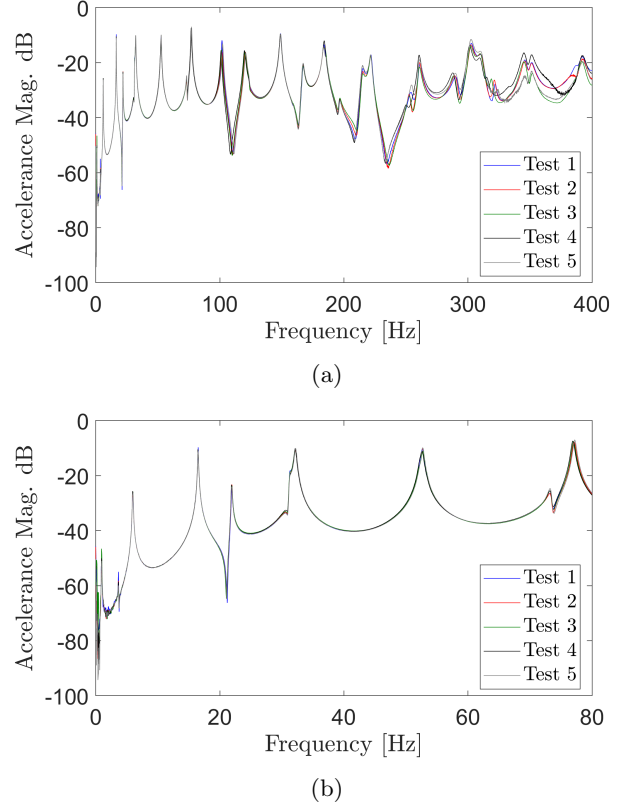 0
-20
-40
-60
-80
-100
Accelerance Mag. dB
Test 1
Test 2
Test 3
Test 4
Test 5
0 100 200 300 400
Frequency [Hz]
(a)
0
-20
-40
-60
-80
-100
Accelerance Mag. dB
Test 1
Test 2
Test 3
Test 4
Test 5
0 20 40 60 80
Frequency [Hz]
(b)